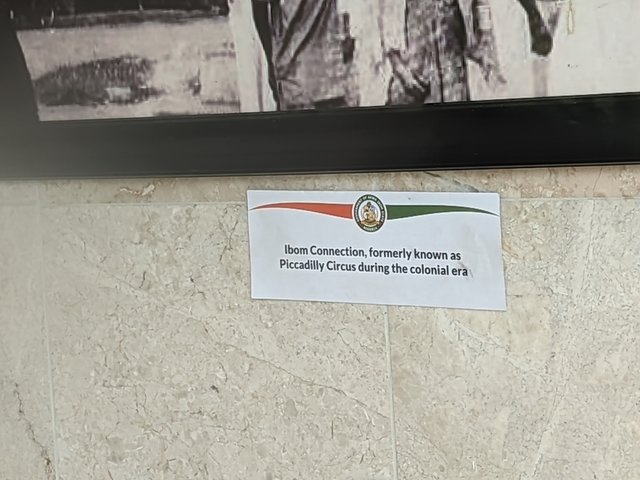 Ibom Connection, formerly known as
Piccadilly Circus during the colonial era